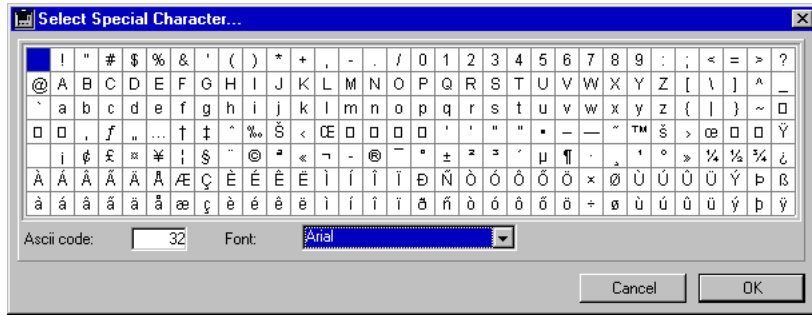 Select Special Character...
! " # $ % & ' ( ) * + , - . / 0 1 2 3 4 5 6 7 8 9 : ; < = > ?
@ A B C D E F G H I J K L M N O P Q R S T U V W X Y Z [ \ ] ^ _
` a b c d e f g h i j k l m n o p q r s t u v w x y z { | } ~ □
□ □ ‚ ƒ „ … † ‡ ˆ ‰ Š ‹ Œ □ □ □ □ ‘ ’ “ ” • – — ˜ ™ š › œ □ □ Ÿ
¡ ¢ £ ¤ ¥ ¦ § ¨ © ª « ¬ - ® ¯ ° ± ² ³ ´ µ ¶ · ¸ ¹ º » ¼ ½ ¾ ¿
À Á Â Ã Ä Å Æ Ç È É Ê Ë Ì Í Î Ï Ð Ñ Ò Ó Ô Õ Ö × Ø Ù Ú Û Ü Ý Þ ß
à á â ã ä å æ ç è é ê ë ì í î ï ð ñ ò ó ô õ ö ÷ ø ù ú û ü ý þ ÿ
Ascii code: 32 Font: Arial
Cancel OK